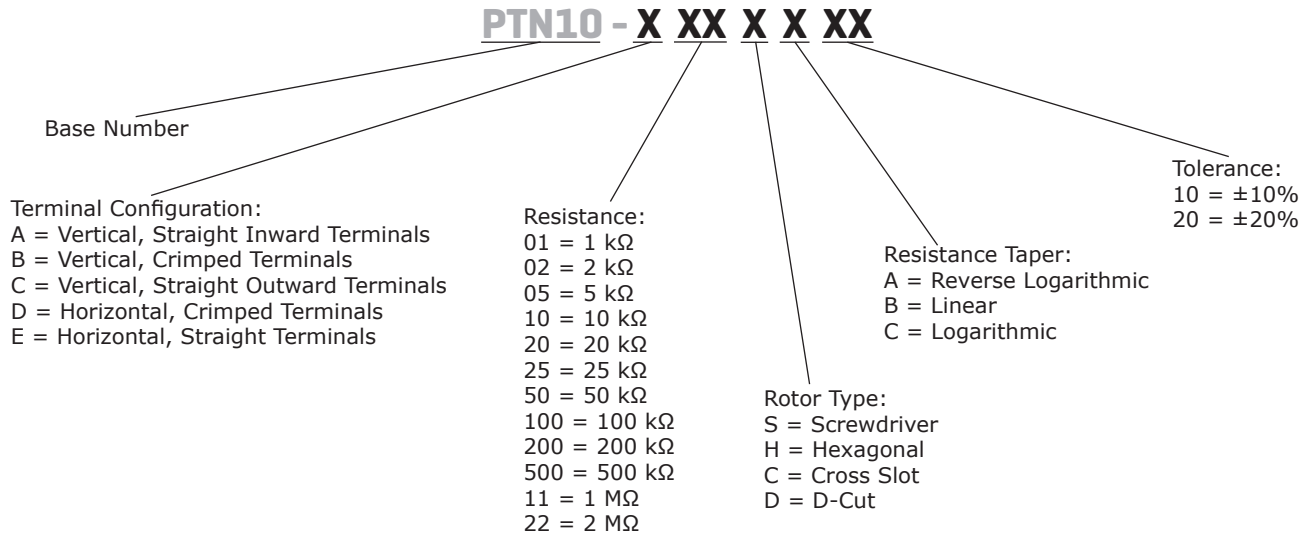 PTN10 - X XX X X XX
Base Number
Terminal Configuration:
A = Vertical, Straight Inward Terminals
B = Vertical, Crimped Terminals
C = Vertical, Straight Outward Terminals
D = Horizontal, Crimped Terminals
E = Horizontal, Straight Terminals
Resistance:
01 = 1 kΩ
02 = 2 kΩ
05 = 5 kΩ
10 = 10 kΩ
20 = 20 kΩ
25 = 25 kΩ
50 = 50 kΩ
100 = 100 kΩ
200 = 200 kΩ
500 = 500 kΩ
11 = 1 MΩ
22 = 2 MΩ
Rotor Type:
S = Screwdriver
H = Hexagonal
C = Cross Slot
D = D-Cut
Resistance Taper:
A = Reverse Logarithmic
B = Linear
C = Logarithmic
Tolerance:
10 = ±10%
20 = ±20%